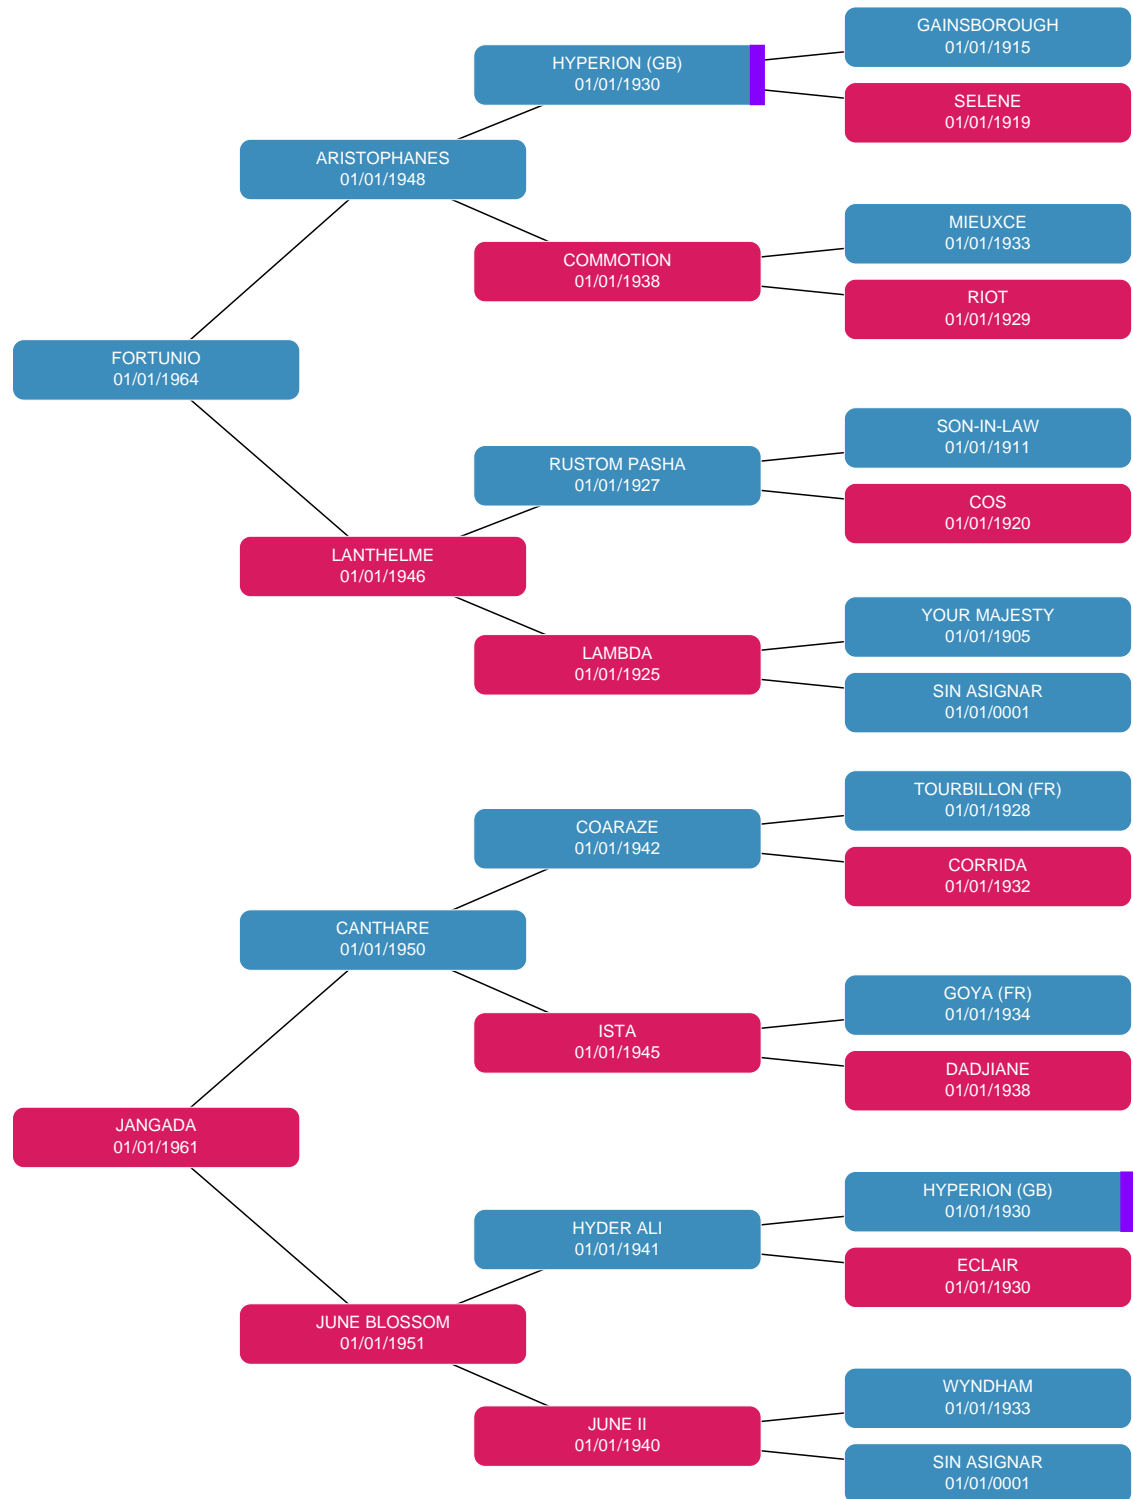 GAINSBOROUGH
01/01/1915
HYPERION (GB)
01/01/1930
SELENE
01/01/1919
ARISTOPHANES
01/01/1948
MIEUXCE
01/01/1933
COMMOTION
01/01/1938
RIOT
01/01/1929
FORTUNIO
01/01/1964
SON-IN-LAW
01/01/1911
RUSTOM PASHA
01/01/1927
COS
01/01/1920
LANTHELME
01/01/1946
YOUR MAJESTY
01/01/1905
LAMBDA
01/01/1925
SIN ASIGNAR
01/01/0001
TOURBILLON (FR)
01/01/1928
COARAZE
01/01/1942
CORRIDA
01/01/1932
CANTHARE
01/01/1950
GOYA (FR)
01/01/1934
ISTA
01/01/1945
DADJIANE
01/01/1938
JANGADA
01/01/1961
HYPERION (GB)
01/01/1930
HYDER ALI
01/01/1941
ECLAIR
01/01/1930
JUNE BLOSSOM
01/01/1951
WYNDHAM
01/01/1933
JUNE II
01/01/1940
SIN ASIGNAR
01/01/0001